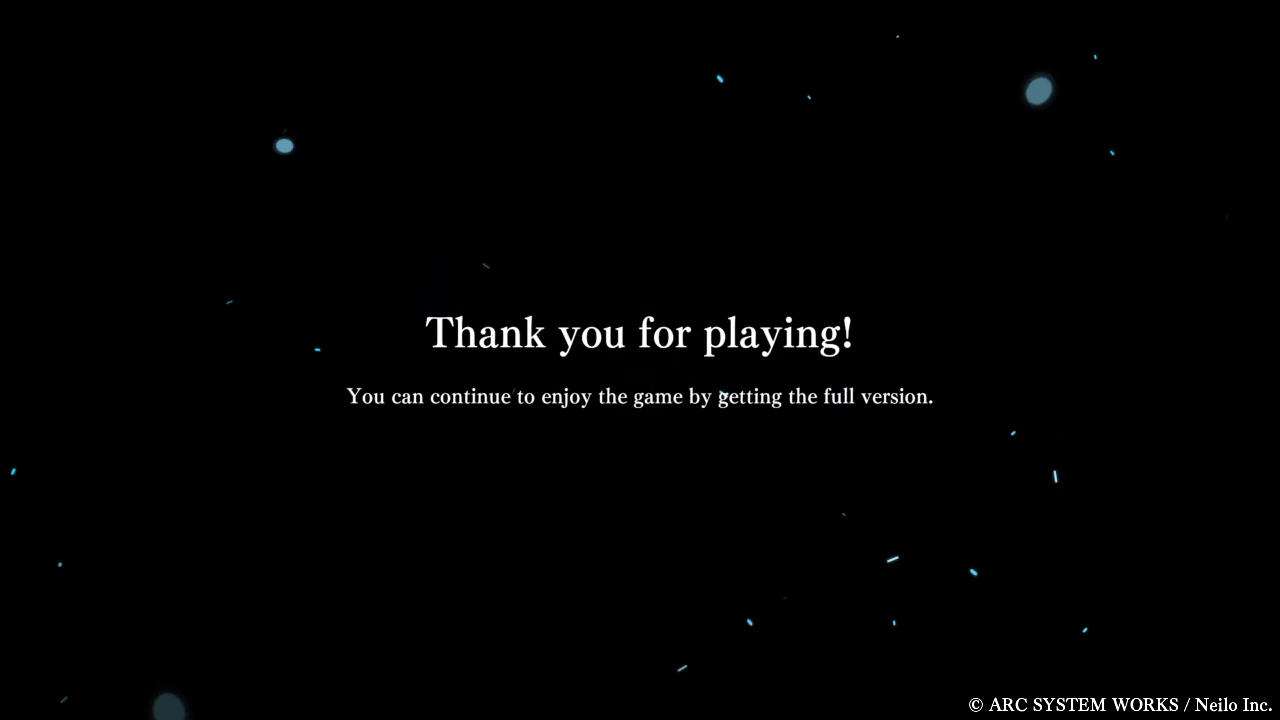 Thank you for playing!
You can continue to enjoy the game by getting the full version.
© ARC SYSTEM WORKS / Neilo Inc.